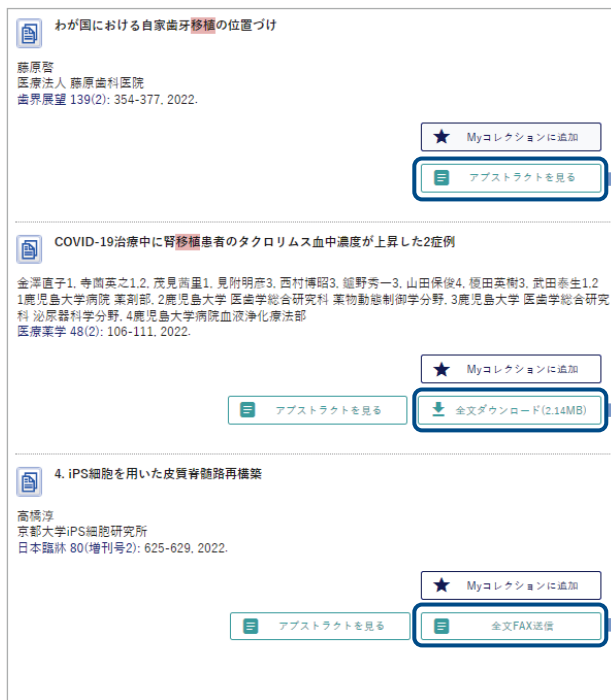 わが国における自家歯牙移植の位置づけ
藤原啓
医療法人 藤原歯科医院
歯界展望 139(2): 354-377, 2022.
Myコレクションに追加
アブストラクトを見る
COVID-19治療中に腎移植患者のタクロリムス血中濃度が上昇した2症例
金澤直子1, 寺薗英之1,2, 茂見茜里1, 見附明彦3, 西村博昭3, 鑪野秀一3, 山田保俊4, 榎田英樹3, 武田泰生1,2
1鹿児島大学病院 薬剤部, 2鹿児島大学 医歯学総合研究科 薬物動態制御学分野, 3鹿児島大学 医歯学総合研究
科 泌尿器科学分野, 4鹿児島大学病院血液浄化療法部
医療薬学 48(2): 106-111, 2022.
Myコレクションに追加
アブストラクトを見る
全文ダウンロード(2.14MB)
4. iPS細胞を用いた皮質脊髄路再構築
髙橋淳
京都大学iPS細胞研究所
日本臨牀 80(増刊号2): 625-629, 2022.
Myコレクションに追加
アブストラクトを見る
全文FAX送信